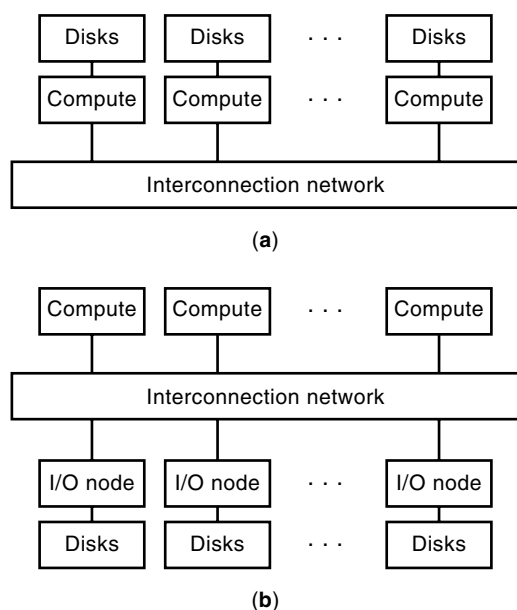 Disks Disks . . . Disks
Compute Compute . . . Compute
Interconnection network
(a)
Compute Compute . . . Compute
Interconnection network
I/O node I/O node . . . I/O node
Disks Disks . . . Disks
(b)